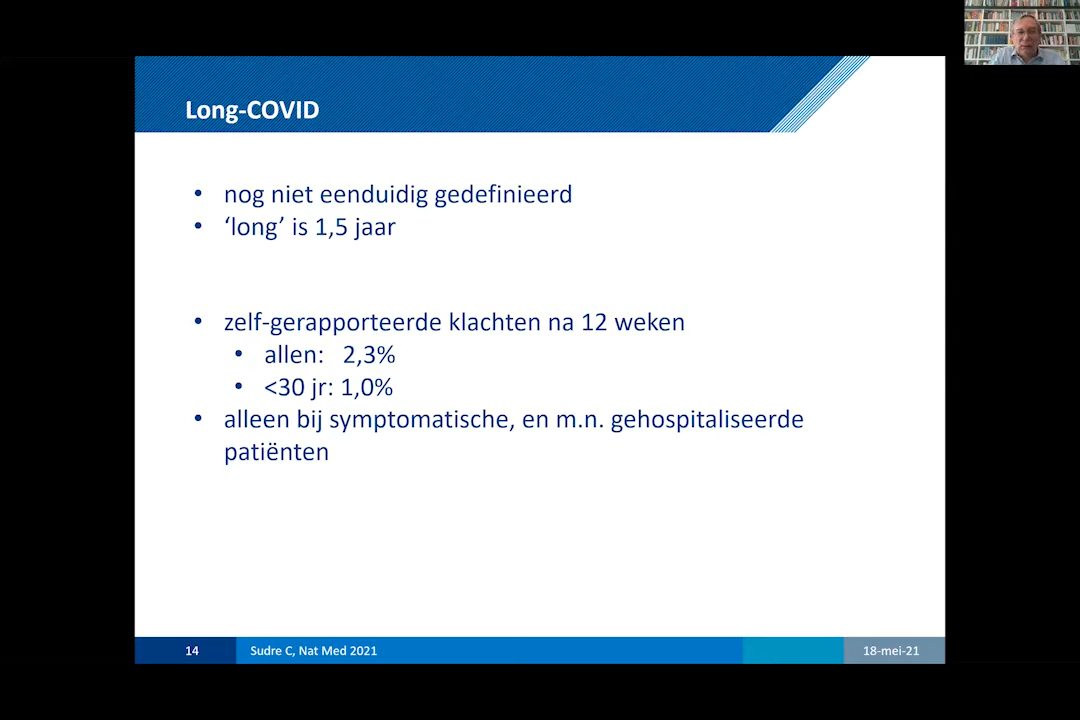 Long-COVID
• nog niet eenduidig gedefinieerd
• ‘long’ is 1,5 jaar
• zelf-gerapporteerde klachten na 12 weken
• allen: 2,3%
• <30 jr: 1,0%
• alleen bij symptomatische, en m.n. gehospitaliseerde
patiënten
14
Sudre C, Nat Med 2021
18-mei-21